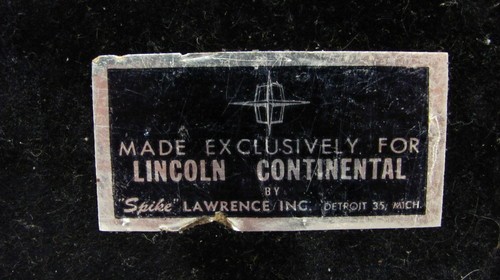 MADE EXCLUSIVELY FOR
LINCOLN CONTINENTAL
BY
"Spike" LAWRENCE, INC. DETROIT 35, MICH.